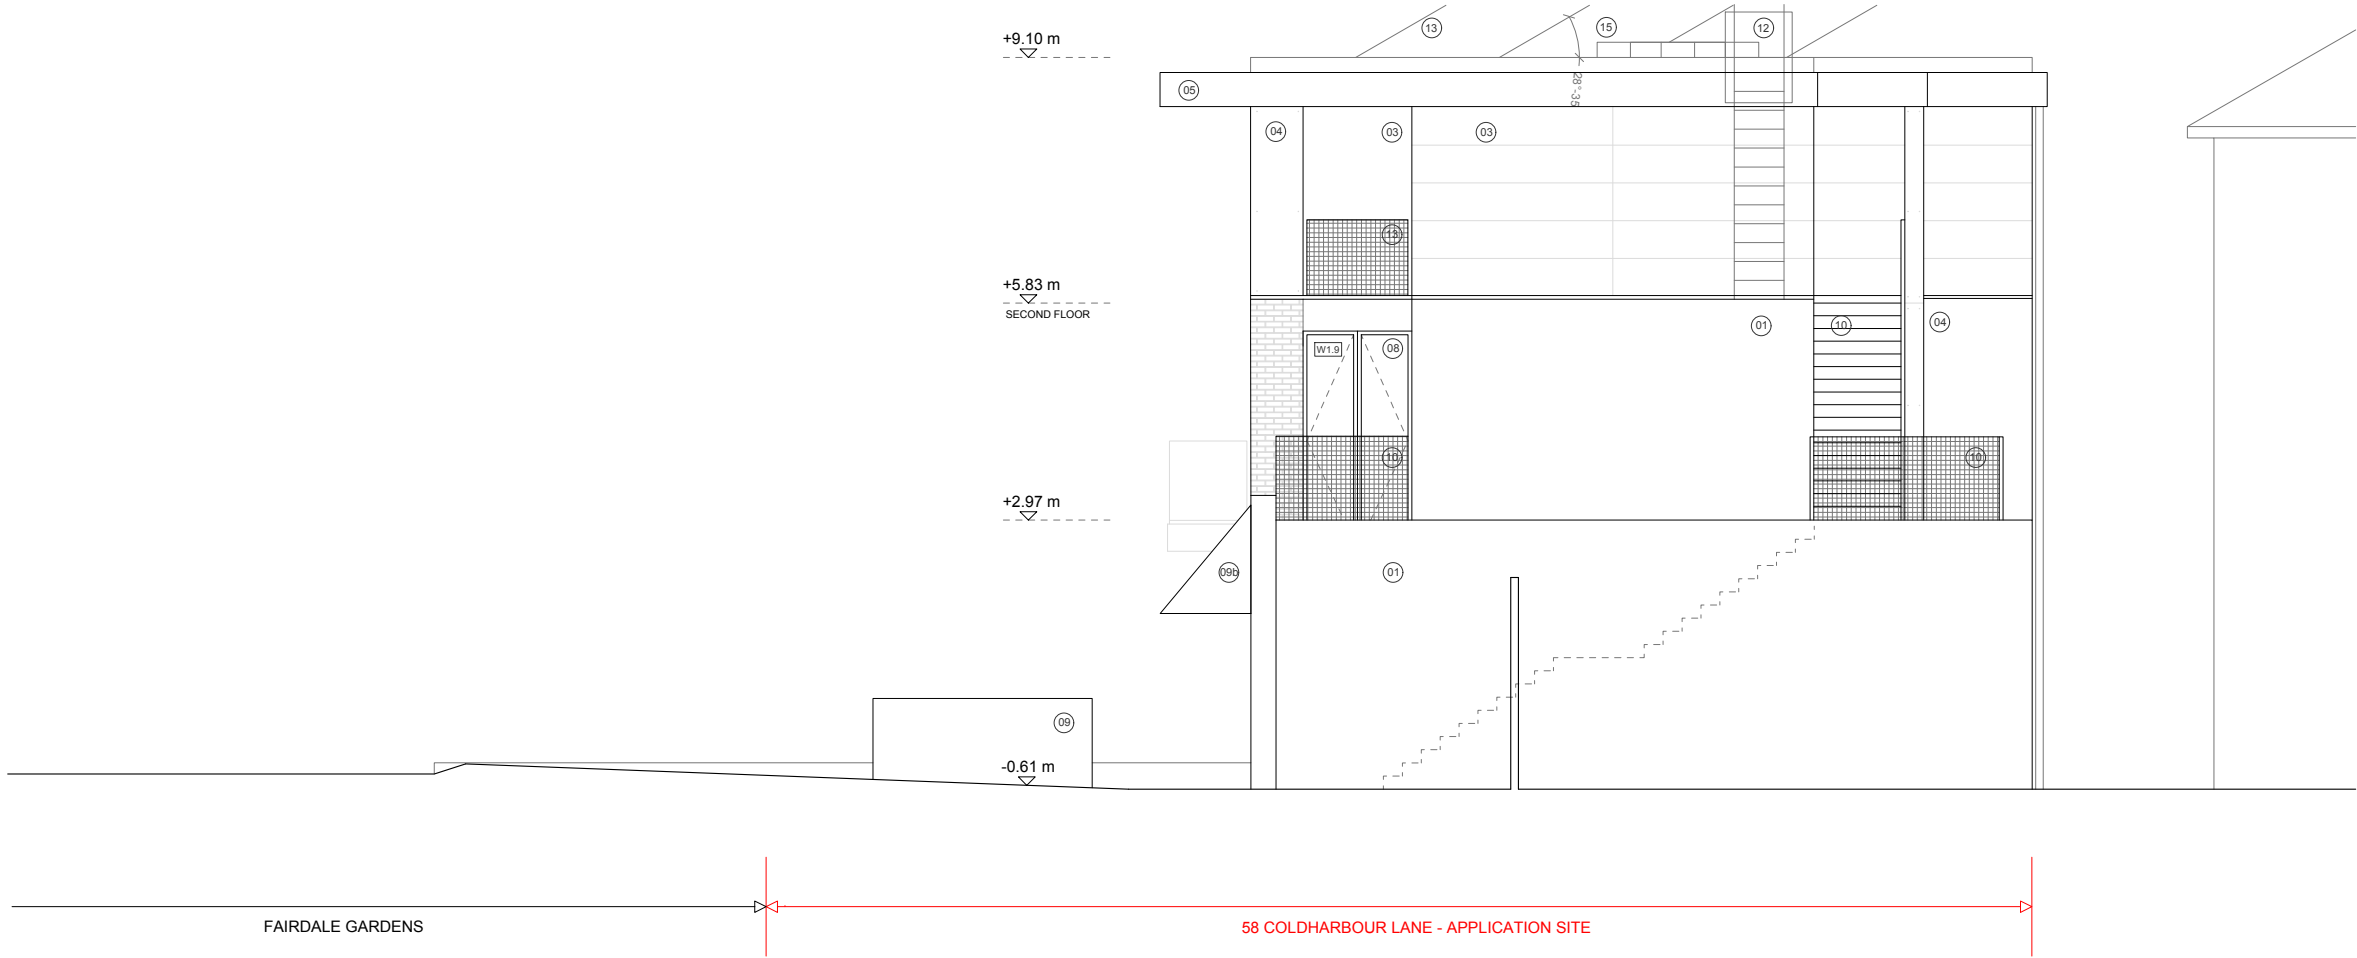 13
15
12
+9.10 m
28°-35
05
04
03
03
13
+5.83 m
SECOND FLOOR
01
10
04
W1.9
08
10
10
+2.97 m
09b
01
09
-0.61 m
FAIRDALE GARDENS
58 COLDHARBOUR LANE - APPLICATION SITE